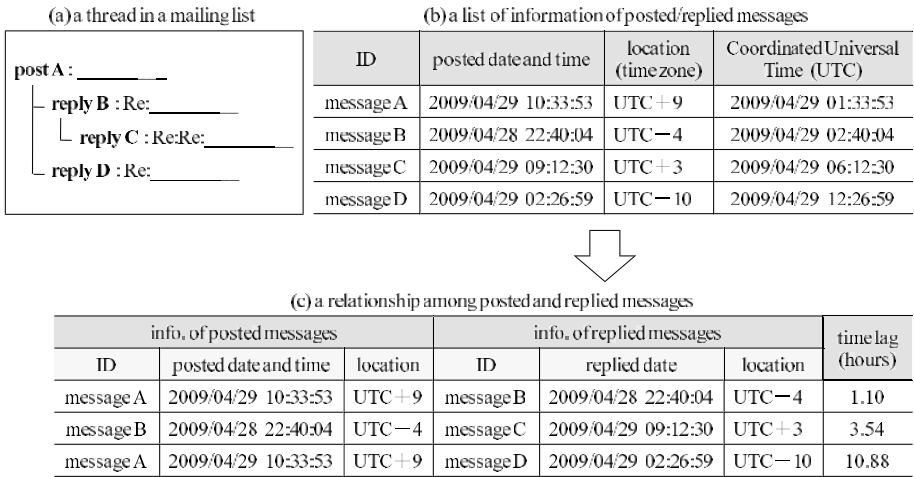 (a) a thread in a mailing list
post A : ________
reply B : Re:________
reply C : Re:Re:________
reply D : Re:________
(b) a list of information of posted/replied messages
ID posted date and time location (time zone) Coordinated Universal Time (UTC)
message A 2009/04/29 10:33:53 UTC+9 2009/04/29 01:33:53
message B 2009/04/28 22:40:04 UTC−4 2009/04/29 02:40:04
message C 2009/04/29 09:12:30 UTC+3 2009/04/29 06:12:30
message D 2009/04/29 02:26:59 UTC−10 2009/04/29 12:26:59
(c) a relationship among posted and replied messages
info. of posted messages info. of replied messages time lag (hours)
ID posted date and time location ID replied date location
message A 2009/04/29 10:33:53 UTC+9 message B 2009/04/28 22:40:04 UTC−4 1.10
message B 2009/04/28 22:40:04 UTC−4 message C 2009/04/29 09:12:30 UTC+3 3.54
message A 2009/04/29 10:33:53 UTC+9 message D 2009/04/29 02:26:59 UTC−10 10.88